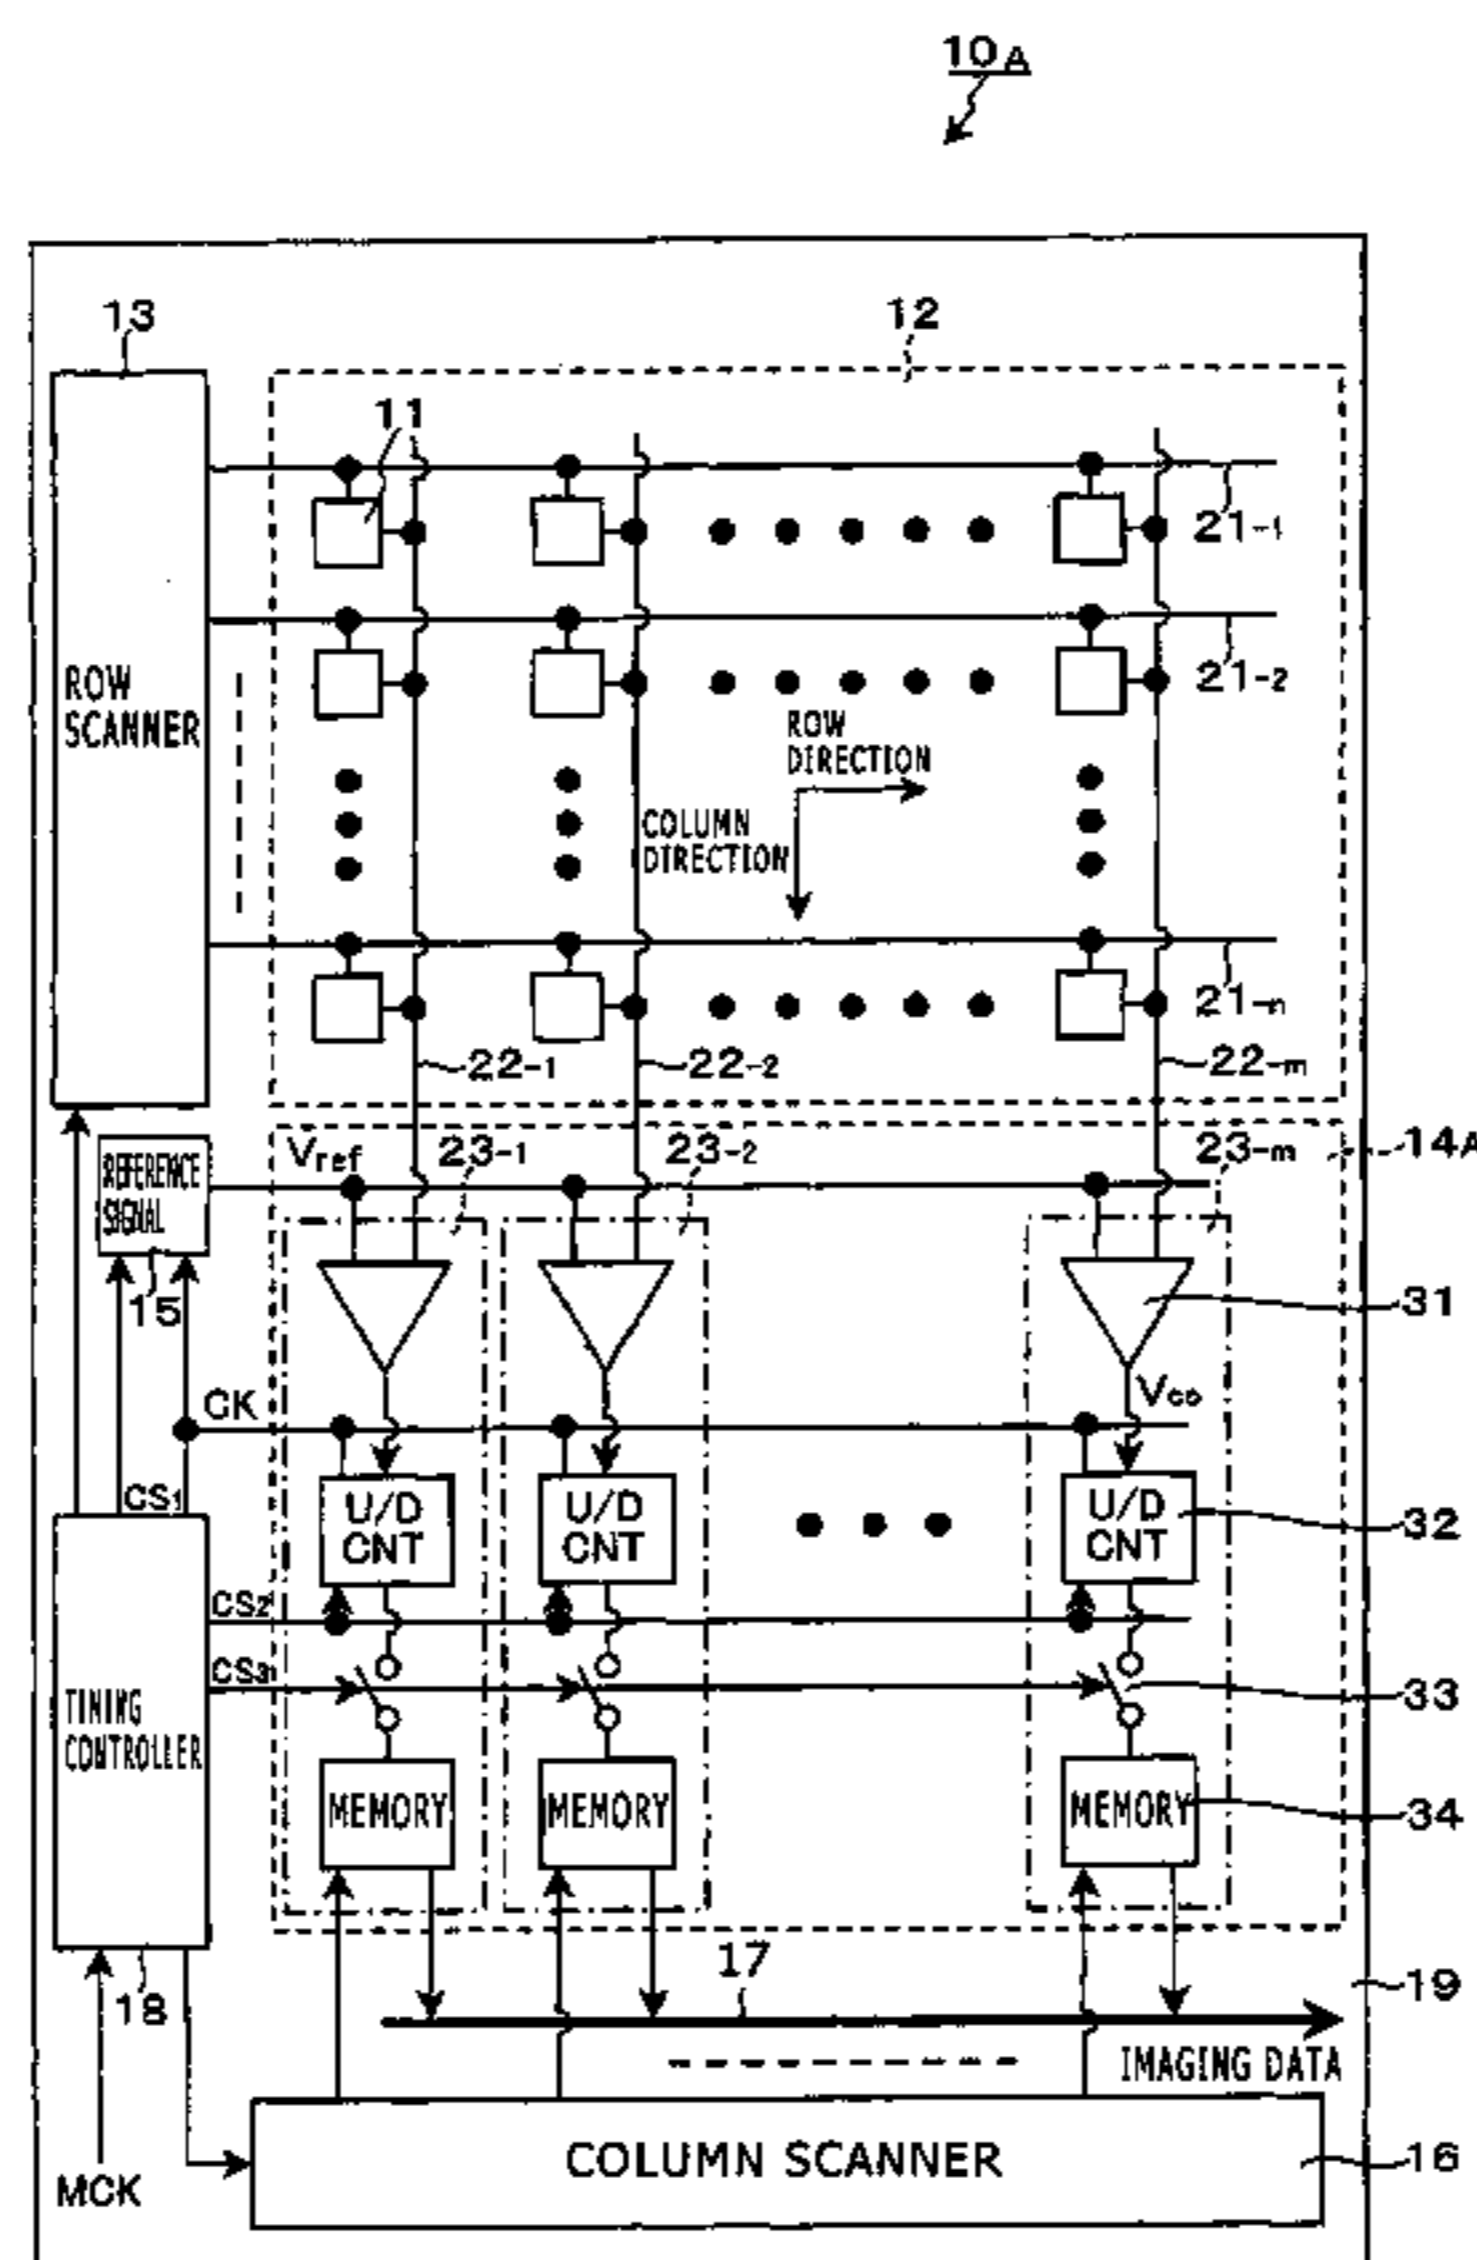 10A
13
12
11
21-1
ROW
SCANNER
21-2
ROW
DIRECTION
COLUMN
DIRECTION
21-n
22-1
22-2
22-m
REFERENCE
SIGNAL
Vref
23-1
23-2
23-m
14A
15
31
CK
Vco
CS1
U/D
CNT
U/D
CNT
U/D
CNT
32
CS2
CS3
33
TIMING
CONTROLLER
MEMORY
MEMORY
MEMORY
34
18
17
19
IMAGING DATA
MCK
COLUMN SCANNER
16